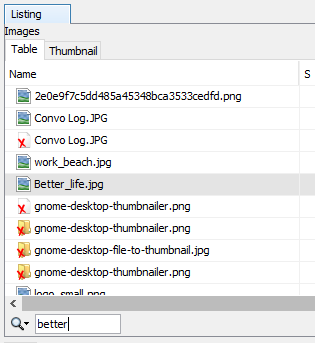 Listing
Images
Table Thumbnail
Name S
2e0e9f7c5dd485a45348bca3533cedfd.png
Convo Log.JPG
Convo Log.JPG
work_beach.jpg
Better_life.jpg
gnome-desktop-thumbnailer.png
gnome-desktop-thumbnailer.png
gnome-desktop-file-to-thumbnail.jpg
gnome-desktop-thumbnailer.png
logo_small.png
better